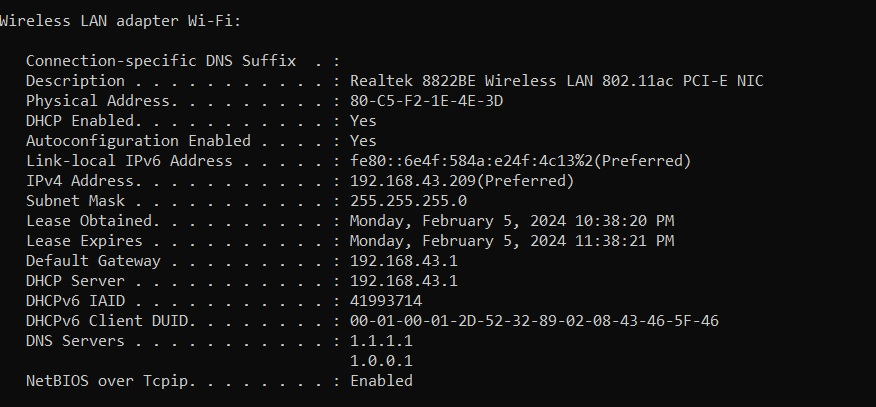 Wireless LAN adapter Wi-Fi:
Connection-specific DNS Suffix  . :
Description . . . . . . . . . . . : Realtek 8822BE Wireless LAN 802.11ac PCI-E NIC
Physical Address. . . . . . . . . : 80-C5-F2-1E-4E-3D
DHCP Enabled. . . . . . . . . . . : Yes
Autoconfiguration Enabled . . . . : Yes
Link-local IPv6 Address . . . . . : fe80::6e4f:584a:e24f:4c13%2(Preferred)
IPv4 Address. . . . . . . . . . . : 192.168.43.209(Preferred)
Subnet Mask . . . . . . . . . . . : 255.255.255.0
Lease Obtained. . . . . . . . . . : Monday, February 5, 2024 10:38:20 PM
Lease Expires . . . . . . . . . . : Monday, February 5, 2024 11:38:21 PM
Default Gateway . . . . . . . . . : 192.168.43.1
DHCP Server . . . . . . . . . . . : 192.168.43.1
DHCPv6 IAID . . . . . . . . . . . : 41993714
DHCPv6 Client DUID. . . . . . . . : 00-01-00-01-2D-52-32-89-02-08-43-46-5F-46
DNS Servers . . . . . . . . . . . : 1.1.1.1
1.0.0.1
NetBIOS over Tcpip. . . . . . . . : Enabled